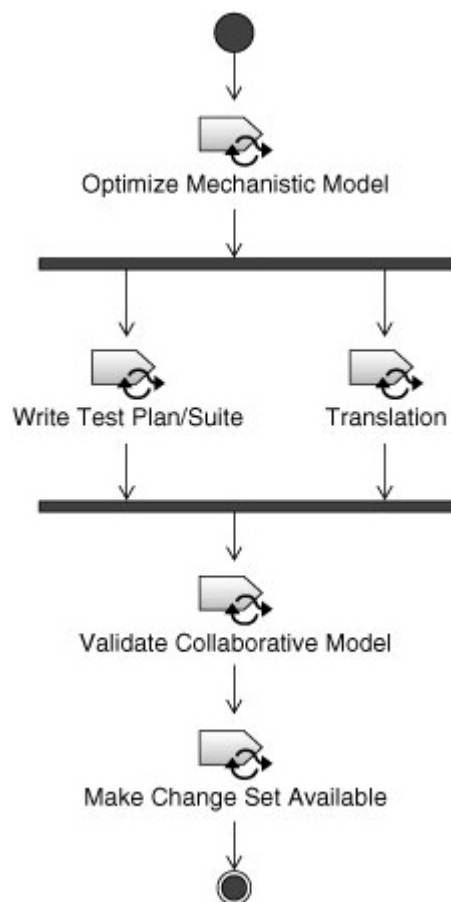 Optimize Mechanistic Model
Write Test Plan/Suite
Translation
Validate Collaborative Model
Make Change Set Available